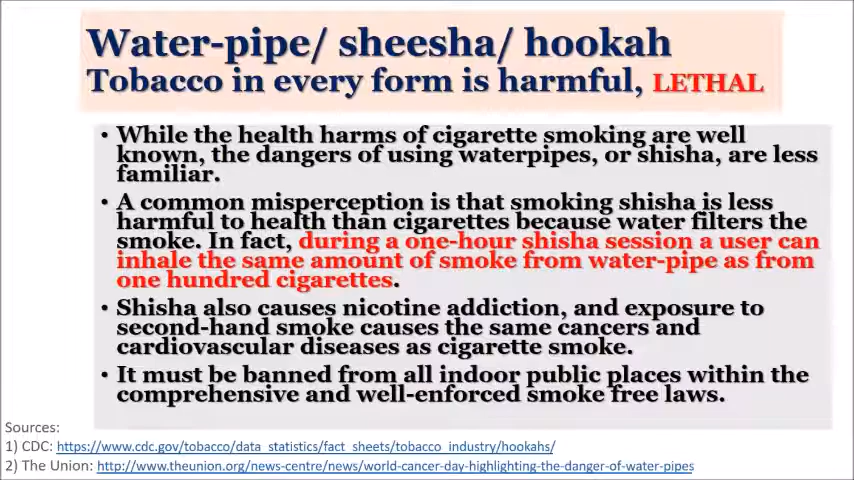 Water-pipe/ sheesha/ hookah
Tobacco in every form is harmful, LETHAL
• While the health harms of cigarette smoking are well
known, the dangers of using waterpipes, or shisha, are less
familiar.
• A common misperception is that smoking shisha is less
harmful to health than cigarettes because water filters the
smoke. In fact, during a one-hour shisha session a user can
inhale the same amount of smoke from water-pipe as from
one hundred cigarettes.
• Shisha also causes nicotine addiction, and exposure to
second-hand smoke causes the same cancers and
cardiovascular diseases as cigarette smoke.
• It must be banned from all indoor public places within the
comprehensive and well-enforced smoke free laws.
Sources:
1) CDC: https://www.cdc.gov/tobacco/data_statistics/fact_sheets/tobacco_industry/hookahs/
2) The Union: http://www.theunion.org/news-centre/news/world-cancer-day-highlighting-the-danger-of-water-pipes